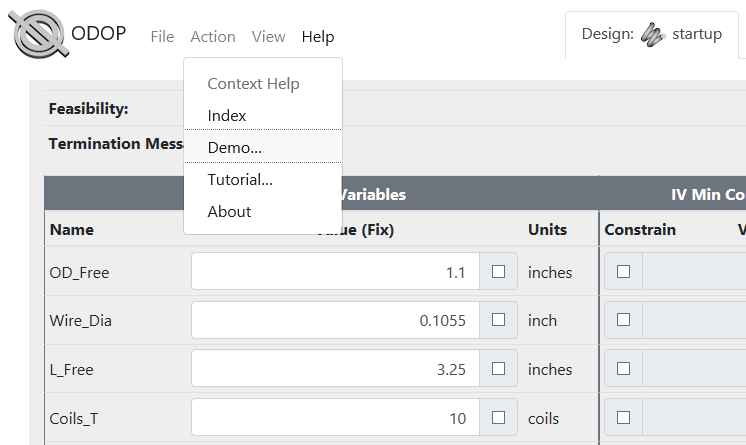 ODOP File Action View Help Design: startup
Context Help
Index
Demo...
Tutorial...
About
Feasibility:
Termination Mess
Variables IV Min Co
Name Value (Fix) Units Constrain V
OD_Free 1.1 inches
Wire_Dia 0.1055 inch
L_Free 3.25 inches
Coils_T 10 coils